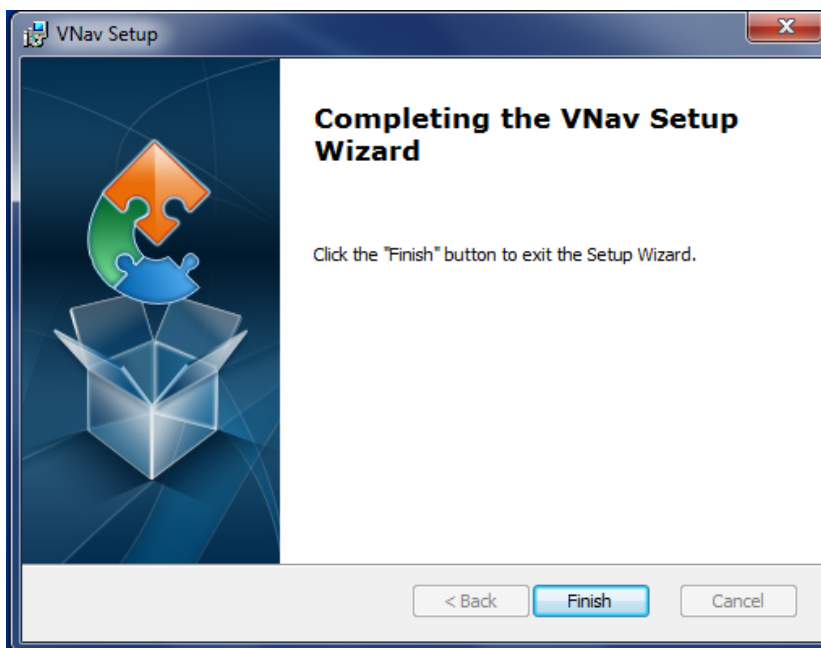 VNav Setup
Completing the VNav Setup
Wizard
Click the "Finish" button to exit the Setup Wizard.
< Back Finish Cancel